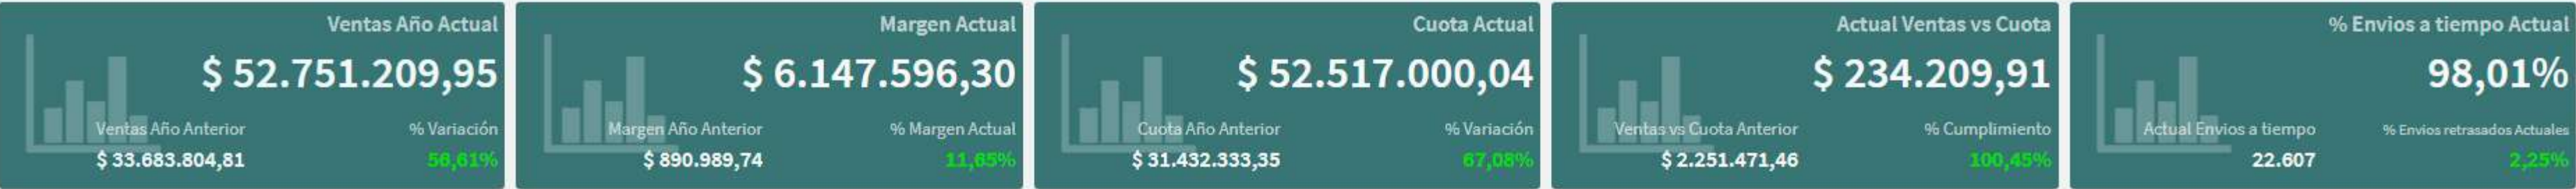 Ventas Año Actual
$ 52.751.209,95
Ventas Año Anterior
% Variación
$ 33.683.804,81
56,61%
Margen Actual
$ 6.147.596,30
Margen Año Anterior
% Margen Actual
$ 890.989,74
11,65%
Cuota Actual
$ 52.517.000,04
Cuota Año Anterior
% Variación
$ 31.432.333,35
67,08%
Actual Ventas vs Cuota
$ 234.209,91
Ventas vs Cuota Anterior
% Cumplimiento
$ 2.251.471,46
100,45%
% Envios a tiempo Actual
98,01%
Actual Envios a tiempo
% Envios retrasados Actuales
22.607
2,25%